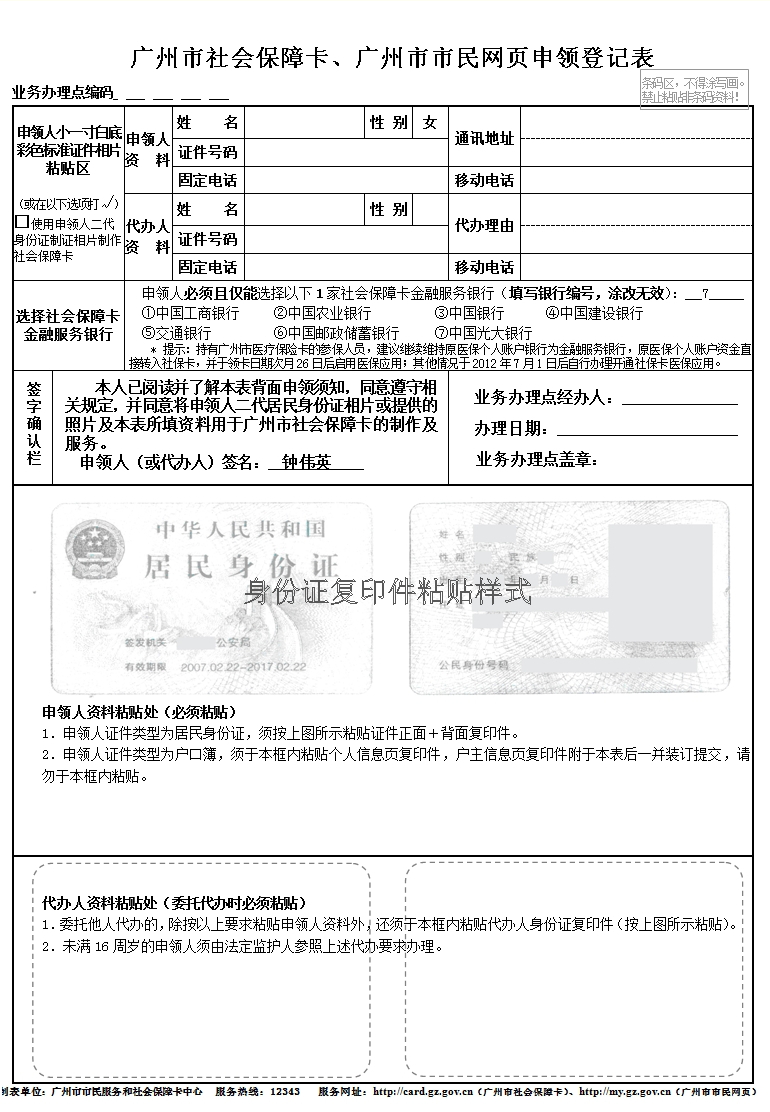 广州市社会保障卡、广州市市民网页申领登记表
条码区，不得涂写画。
禁止粘贴非条码资料！
业务办理点编码_ ___ ___ ___ ___
申领人小一寸白底
彩色标准证件相片
粘贴区
（或在以下选项打√）
□使用申领人二代
身份证制证相片制作
社会保障卡
申领人
资 料
姓 名
性 别 女
通讯地址
证件号码
固定电话
移动电话
代办人
资 料
姓 名
性 别
代办理由
证件号码
固定电话
移动电话
选择社会保障卡
金融服务银行
申领人必须且仅能选择以下1家社会保障卡金融服务银行（填写银行编号，涂改无效）：__7_____
①中国工商银行 ②中国农业银行 ③中国银行 ④中国建设银行
⑤交通银行 ⑥中国邮政储蓄银行 ⑦中国光大银行
* 提示：持有广州市医疗保险卡的参保人员，建议继续维持原医保个人账户银行为金融服务银行，原医保个人账户资金直
接转入社保卡，并于领卡日期次月26日后启用医保应用；其他情况于2012年7月1日后自行办理开通社保卡医保应用。
签字确认栏
本人已阅读并了解本表背面申领须知，同意遵守相
关规定，并同意将申领人二代居民身份证相片或提供的
照片及本表所填资料用于广州市社会保障卡的制作及
服务。
申领人（或代办人）签名： 钟伟英
业务办理点经办人：
办理日期：
业务办理点盖章：
中华人民共和国
居民身份证
签发机关 公安局
有效期限 2007.02.22-2017.02.22
姓名
性别 民族
月 日
公民身份号码
身份证复印件粘贴样式
申领人资料粘贴处（必须粘贴）
1．申领人证件类型为居民身份证，须按上图所示粘贴证件正面＋背面复印件。
2．申领人证件类型为户口簿，须于本框内粘贴个人信息页复印件，户主信息页复印件附于本表后一并装订提交，请
勿于本框内粘贴。
代办人资料粘贴处（委托代办时必须粘贴）
1．委托他人代办的，除按以上要求粘贴申领人资料外，还须于本框内粘贴代办人身份证复印件（按上图所示粘贴）。
2．未满16周岁的申领人须由法定监护人参照上述代办要求办理。
制表单位：广州市市民服务和社会保障卡中心 服务热线：12343 服务网址：http://card.gz.gov.cn（广州市社会保障卡）、http://my.gz.gov.cn（广州市市民网页）